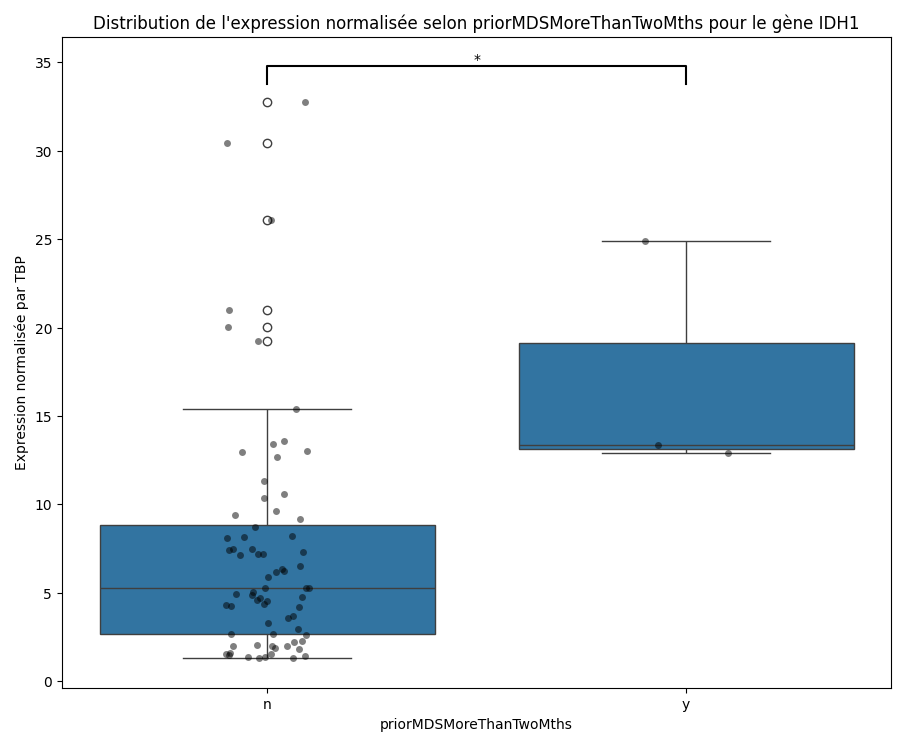 Distribution de l'expression normalisée selon priorMDSMoreThanTwoMths pour le gène IDH1
*
35
30
25
20
15
10
5
0
Expression normalisée par TBP
n
y
priorMDSMoreThanTwoMths